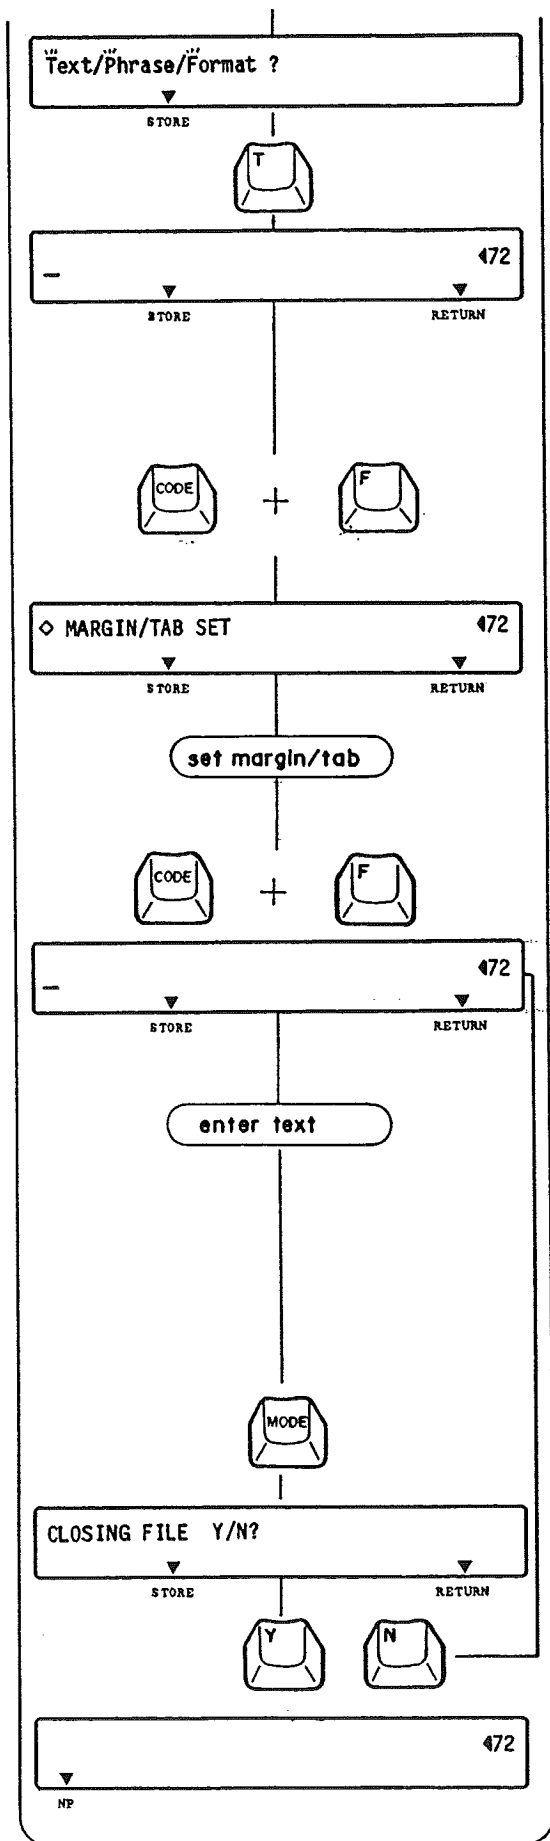 Text/Phrase/Format ?
STORE
T
◀72
_
STORE RETURN
CODE + F
◇ MARGIN/TAB SET ◀72
STORE RETURN
set margin/tab
CODE + F
◀72
_
STORE RETURN
enter text
MODE
CLOSING FILE Y/N?
STORE RETURN
Y N
◀72
NP